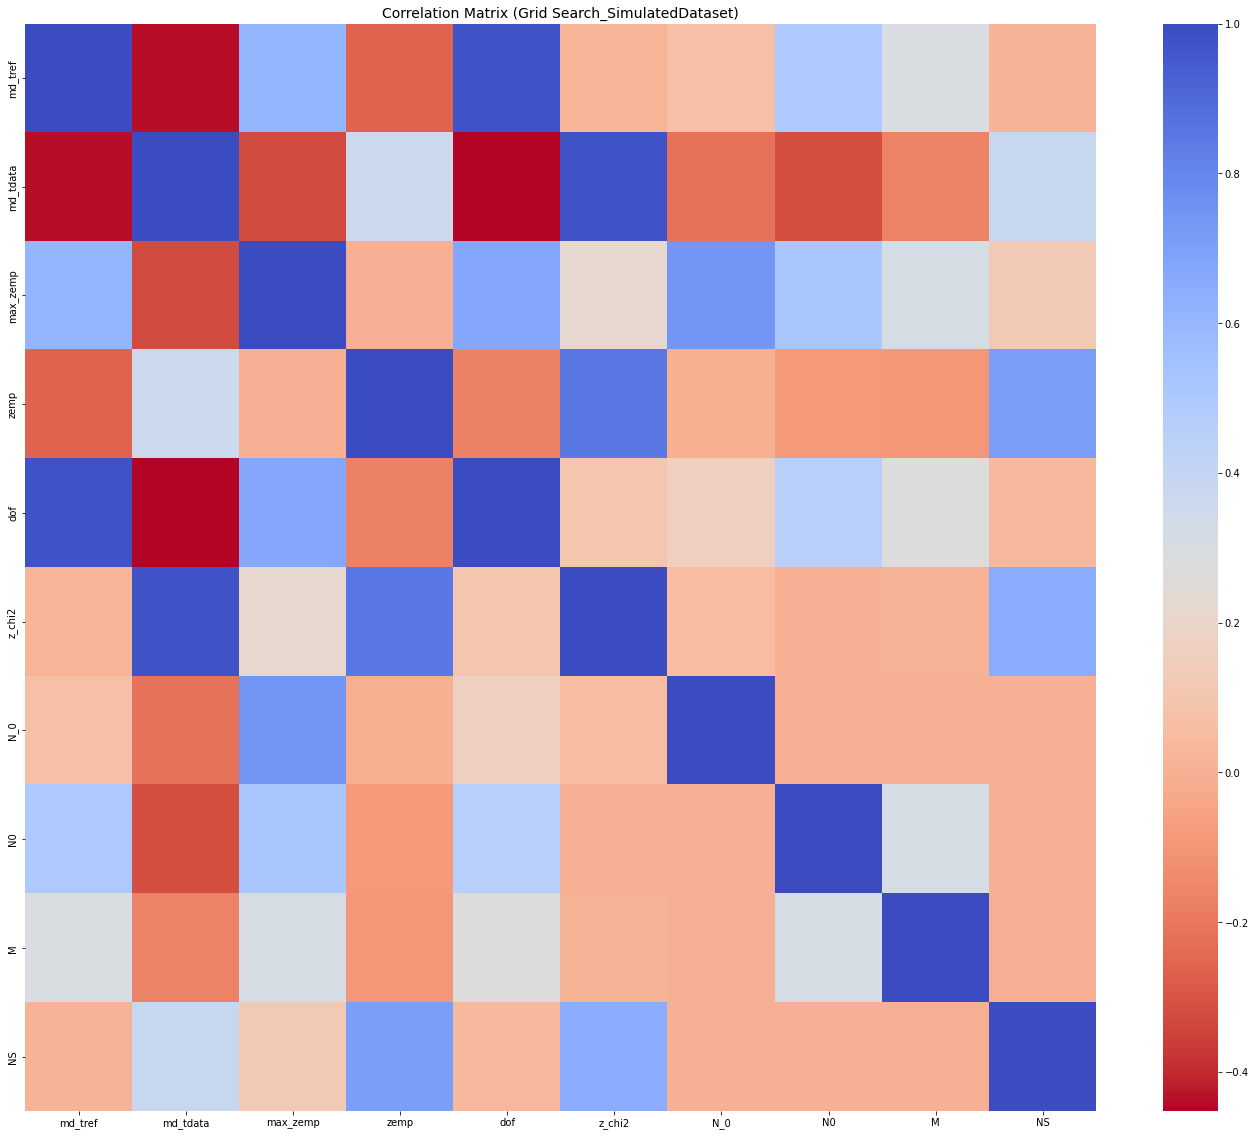 Correlation Matrix (Grid Search_SimulatedDataset)
md_tref
md_tdata
max_zemp
zemp
dof
z_chi2
N_0
N0
M
NS
md_tref md_tdata max_zemp zemp dof z_chi2 N_0 N0 M NS
1.0
0.8
0.6
0.4
0.2
0.0
−0.2
−0.4